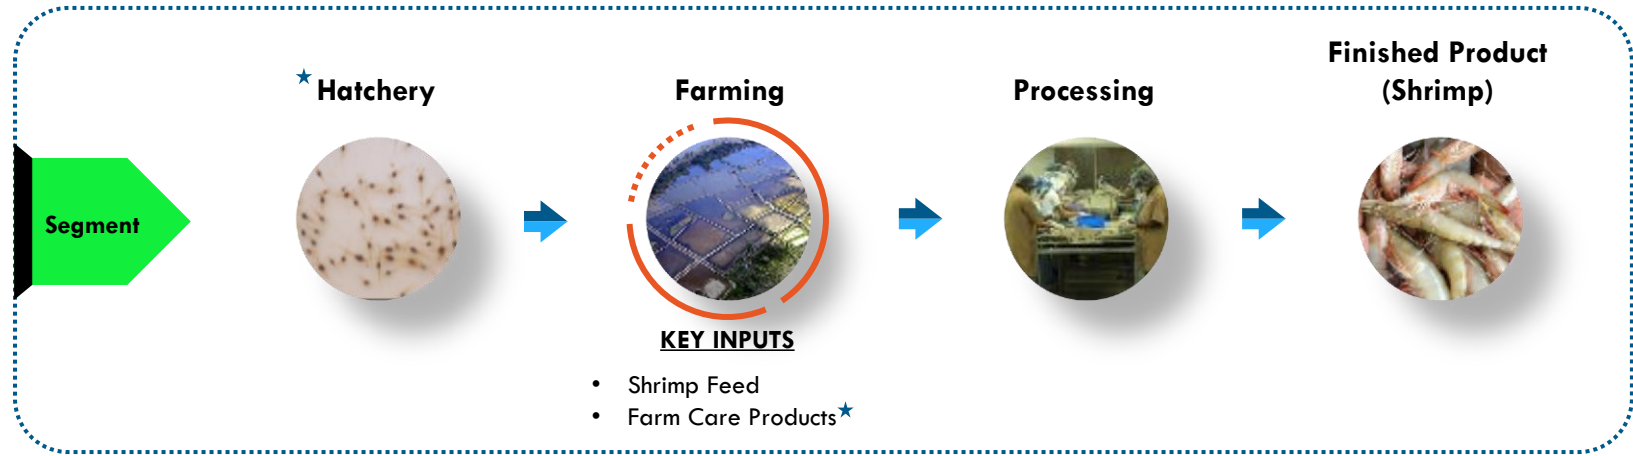 Finished Product
(Shrimp)
★Hatchery
Farming
Processing
Segment
KEY INPUTS
• Shrimp Feed
• Farm Care Products★